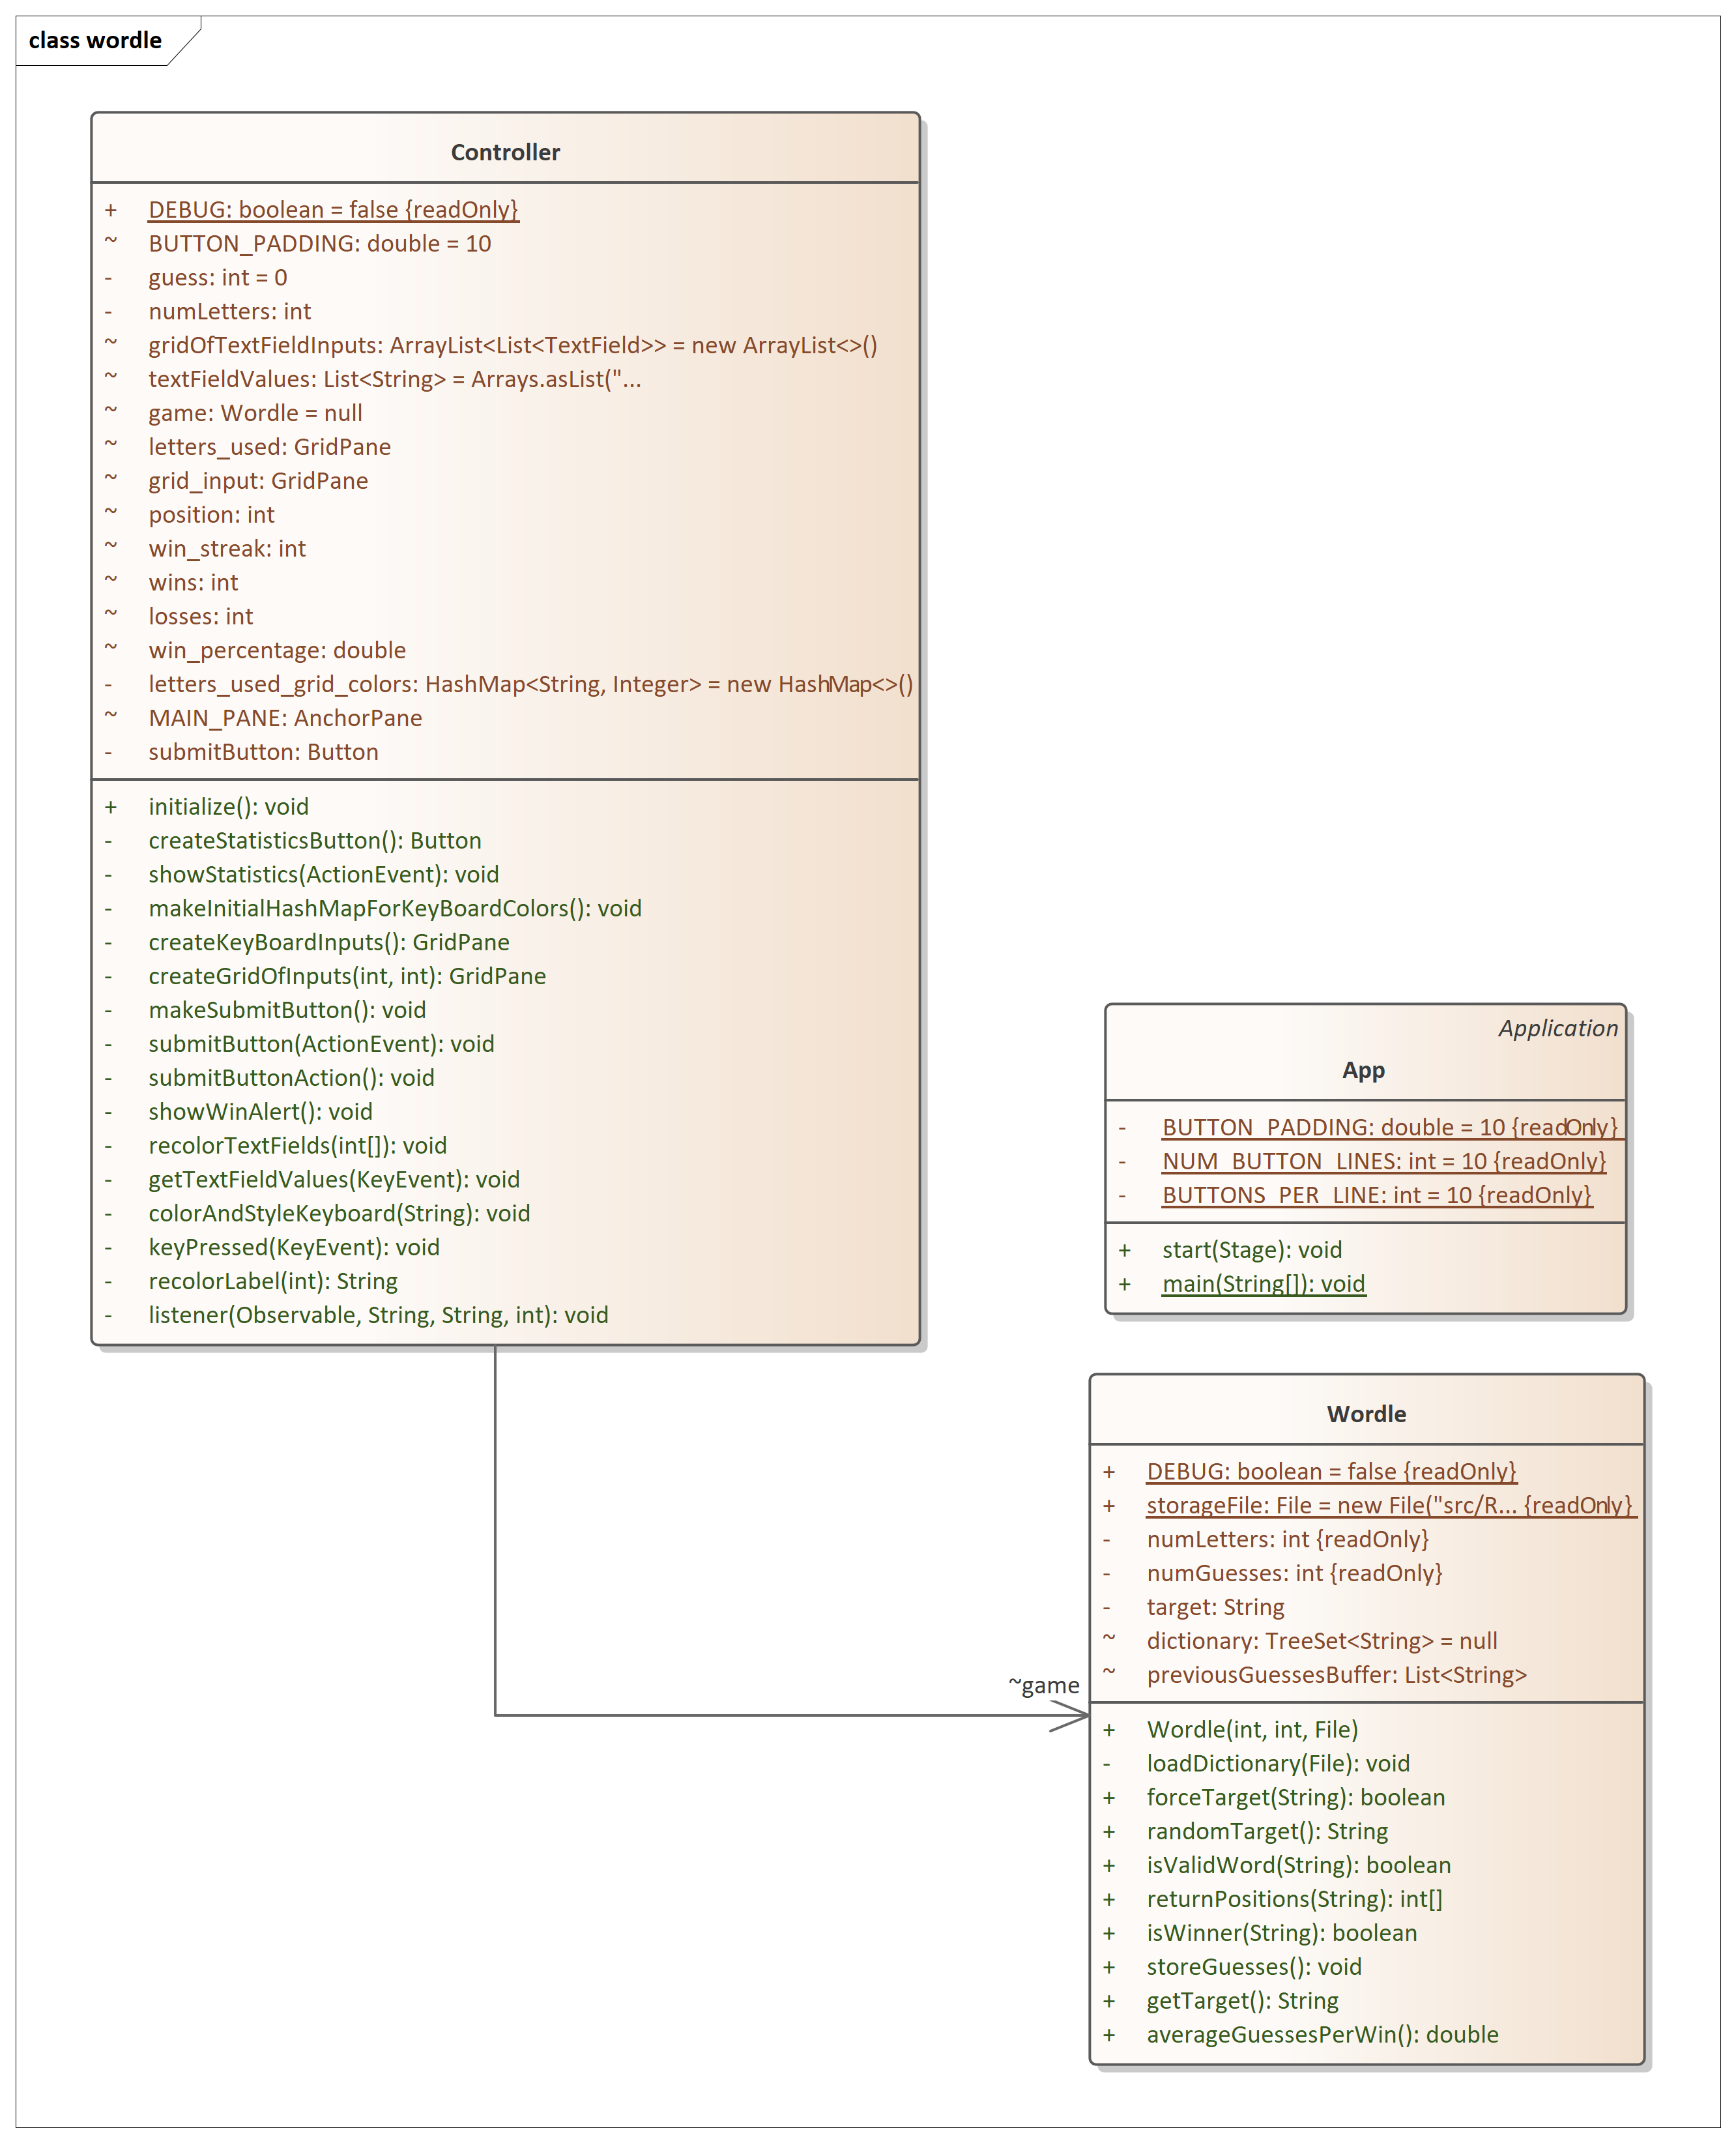 class wordle
Controller
+ DEBUG: boolean = false {readOnly}
~ BUTTON_PADDING: double = 10
- guess: int = 0
- numLetters: int
~ gridOfTextFieldInputs: ArrayList<List<TextField>> = new ArrayList<>()
~ textFieldValues: List<String> = Arrays.asList("...
~ game: Wordle = null
~ letters_used: GridPane
~ grid_input: GridPane
~ position: int
~ win_streak: int
~ wins: int
~ losses: int
~ win_percentage: double
- letters_used_grid_colors: HashMap<String, Integer> = new HashMap<>()
~ MAIN_PANE: AnchorPane
- submitButton: Button
+ initialize(): void
- createStatisticsButton(): Button
- showStatistics(ActionEvent): void
- makeInitialHashMapForKeyBoardColors(): void
- createKeyBoardInputs(): GridPane
- createGridOfInputs(int, int): GridPane
- makeSubmitButton(): void
- submitButton(ActionEvent): void
- submitButtonAction(): void
- showWinAlert(): void
- recolorTextFields(int[]): void
- getTextFieldValues(KeyEvent): void
- colorAndStyleKeyboard(String): void
- keyPressed(KeyEvent): void
- recolorLabel(int): String
- listener(Observable, String, String, int): void
Application
App
- BUTTON_PADDING: double = 10 {readOnly}
- NUM_BUTTON_LINES: int = 10 {readOnly}
- BUTTONS_PER_LINE: int = 10 {readOnly}
+ start(Stage): void
+ main(String[]): void
~game
Wordle
+ DEBUG: boolean = false {readOnly}
+ storageFile: File = new File("src/R... {readOnly}
- numLetters: int {readOnly}
- numGuesses: int {readOnly}
- target: String
~ dictionary: TreeSet<String> = null
~ previousGuessesBuffer: List<String>
+ Wordle(int, int, File)
- loadDictionary(File): void
+ forceTarget(String): boolean
+ randomTarget(): String
+ isValidWord(String): boolean
+ returnPositions(String): int[]
+ isWinner(String): boolean
+ storeGuesses(): void
+ getTarget(): String
+ averageGuessesPerWin(): double